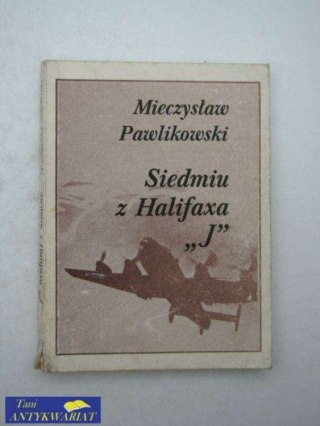 Mieczysław
Pawlikowski
Siedmiu
z Halifaxa
„J”
Tani
ANTYKWARIAT